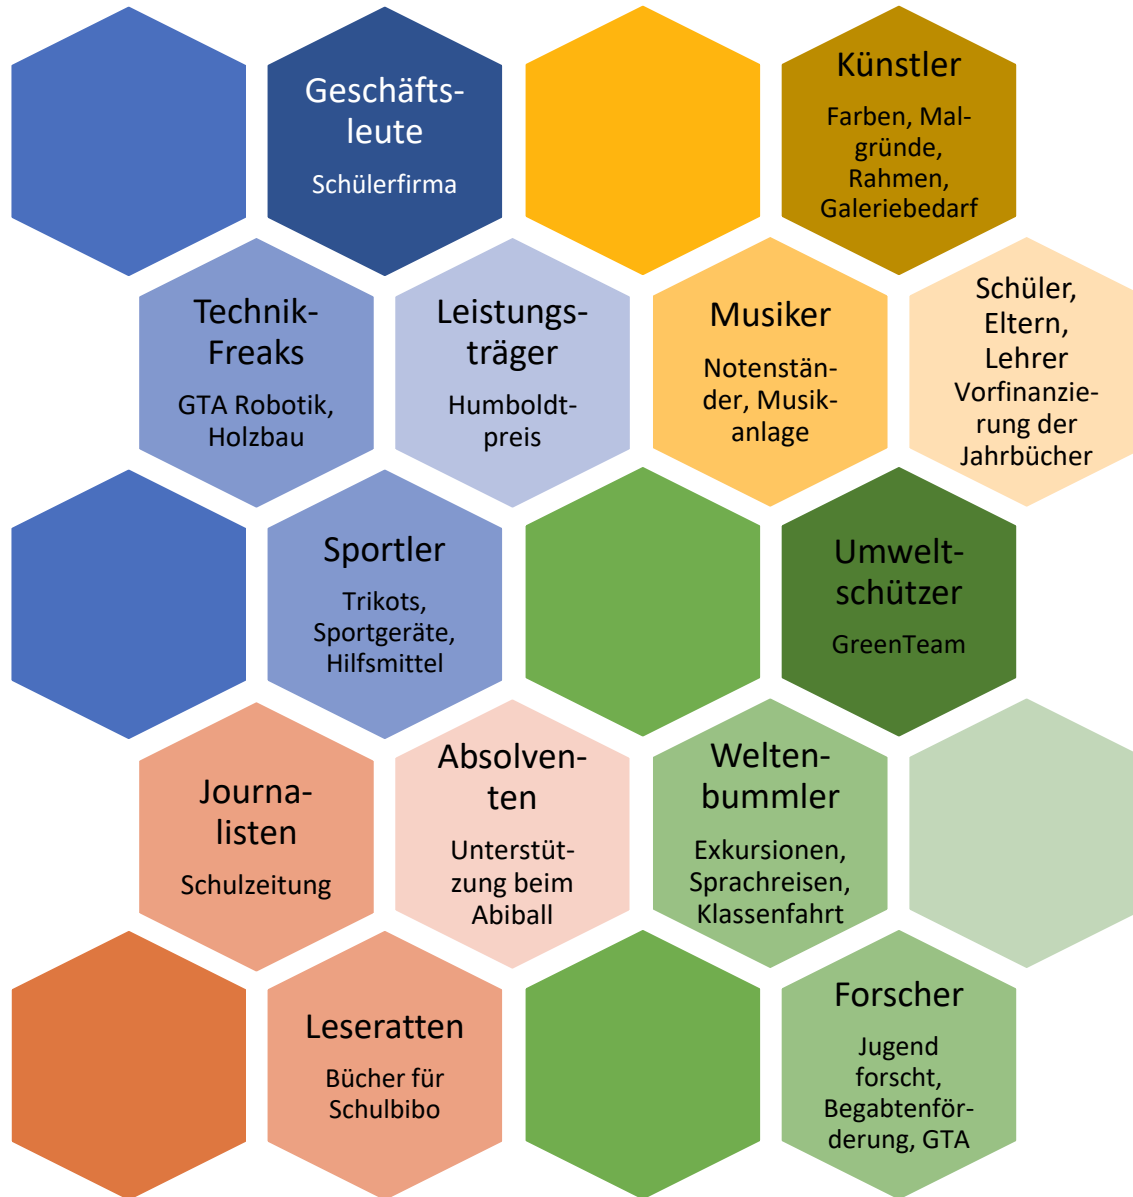 Geschäfts-
leute
Schülerfirma
Künstler
Farben, Mal-
gründe,
Rahmen,
Galeriebedarf
Technik-
Freaks
GTA Robotik,
Holzbau
Leistungs-
träger
Humboldt-
preis
Musiker
Notenstän-
der, Musik-
anlage
Schüler,
Eltern,
Lehrer
Vorfinanzie-
rung der
Jahrbücher
Sportler
Trikots,
Sportgeräte,
Hilfsmittel
Umwelt-
schützer
GreenTeam
Journa-
listen
Schulzeitung
Absolven-
ten
Unterstüt-
zung beim
Abiball
Welten-
bummler
Exkursionen,
Sprachreisen,
Klassenfahrt
Leseratten
Bücher für
Schulbibo
Forscher
Jugend
forscht,
Begabtenför-
derung, GTA